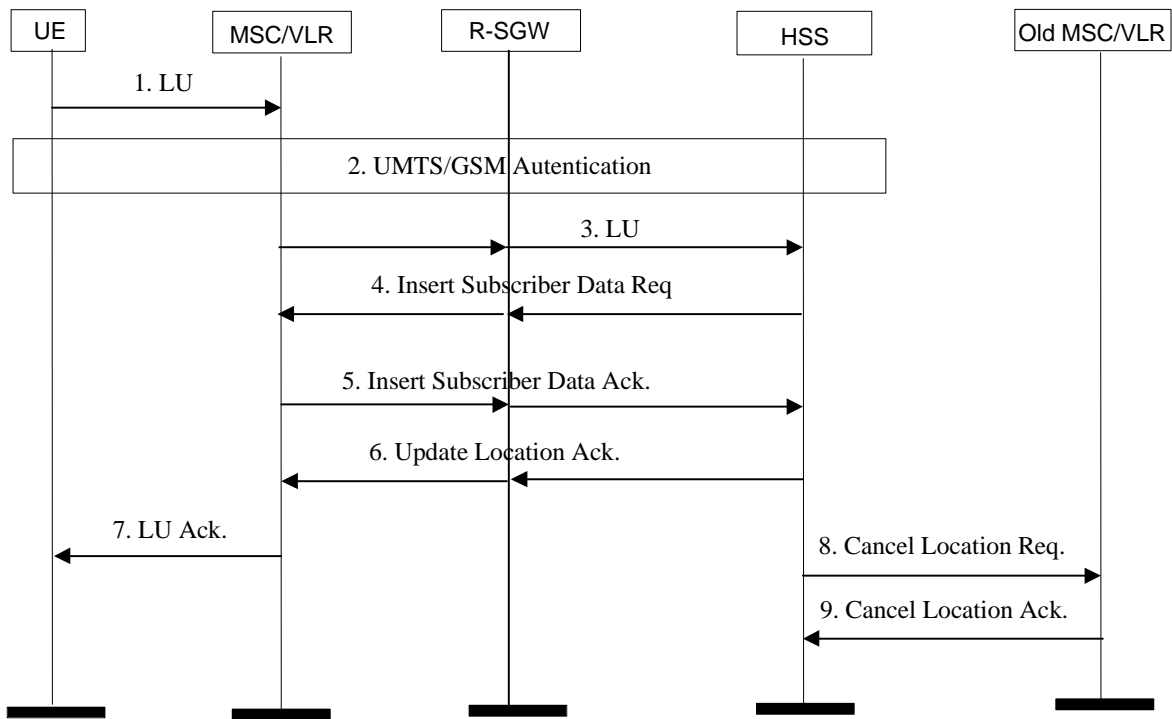 UE
MSC/VLR
R-SGW
HSS
Old MSC/VLR
1. LU
2. UMTS/GSM Autentication
3. LU
4. Insert Subscriber Data Req
5. Insert Subscriber Data Ack.
6. Update Location Ack.
7. LU Ack.
8. Cancel Location Req.
9. Cancel Location Ack.